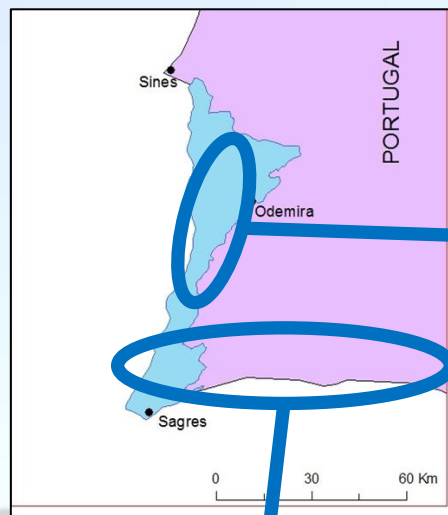 Sines
PORTUGAL
Odemira
Sagres
0 30 60 Km